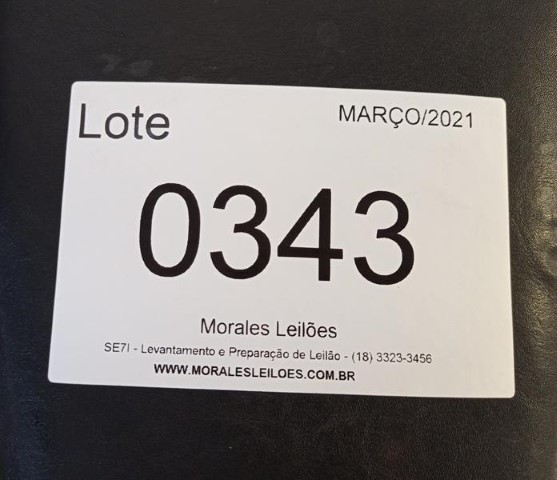 Lote
MARÇO/2021
0343
Morales Leilões
SE7I - Levantamento e Preparação de Leilão - (18) 3323-3456
WWW.MORALESLEILOES.COM.BR